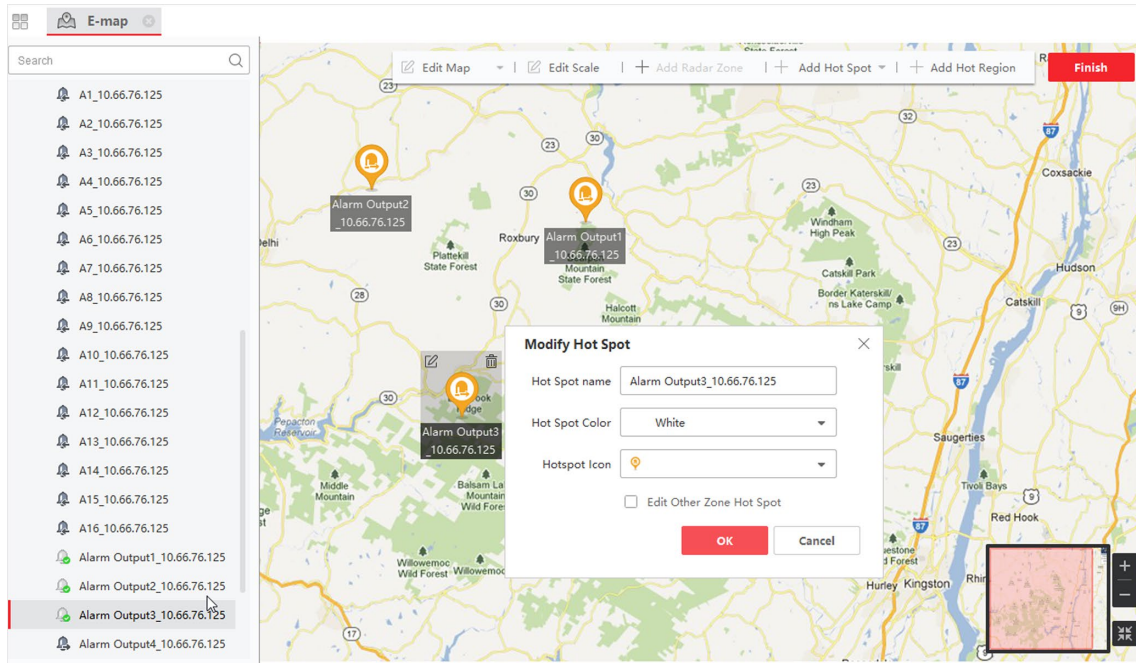 E-map
Search
A1_10.66.76.125
A2_10.66.76.125
A3_10.66.76.125
A4_10.66.76.125
A5_10.66.76.125
A6_10.66.76.125
A7_10.66.76.125
A8_10.66.76.125
A9_10.66.76.125
A10_10.66.76.125
A11_10.66.76.125
A12_10.66.76.125
A13_10.66.76.125
A14_10.66.76.125
A15_10.66.76.125
A16_10.66.76.125
Alarm Output1_10.66.76.125
Alarm Output2_10.66.76.125
Alarm Output3_10.66.76.125
Alarm Output4_10.66.76.125
Edit Map
Edit Scale
Add Radar Zone
Add Hot Spot
Add Hot Region
Finish
State Forest
23
32
30
23
87
Coxsackie
Alarm Output2
_10.66.76.125
30
23
Windham
High Peak
Roxbury
Alarm Output1
_10.66.76.125
Plattekill
State Forest
23
Mountain
State Forest
Catskill Park
Hudson
28
30
Border Katerskill/
ns Lake Camp
Catskill
9
9H
Halcott
Mountain
30
87
Pepacton
Reservoir
Alarm Output3
_10.66.76.125
Saugerties
Middle
Mountain
Balsam La
Mountain
Wild Fore
Tivoli Bays
9
Red Hook
87
Willowemoc
Wild Forest
Willowemoc
Hurley
Kingston
17
Modify Hot Spot
Hot Spot name
Alarm Output3_10.66.76.125
Hot Spot Color
White
Hotspot Icon
Edit Other Zone Hot Spot
OK
Cancel